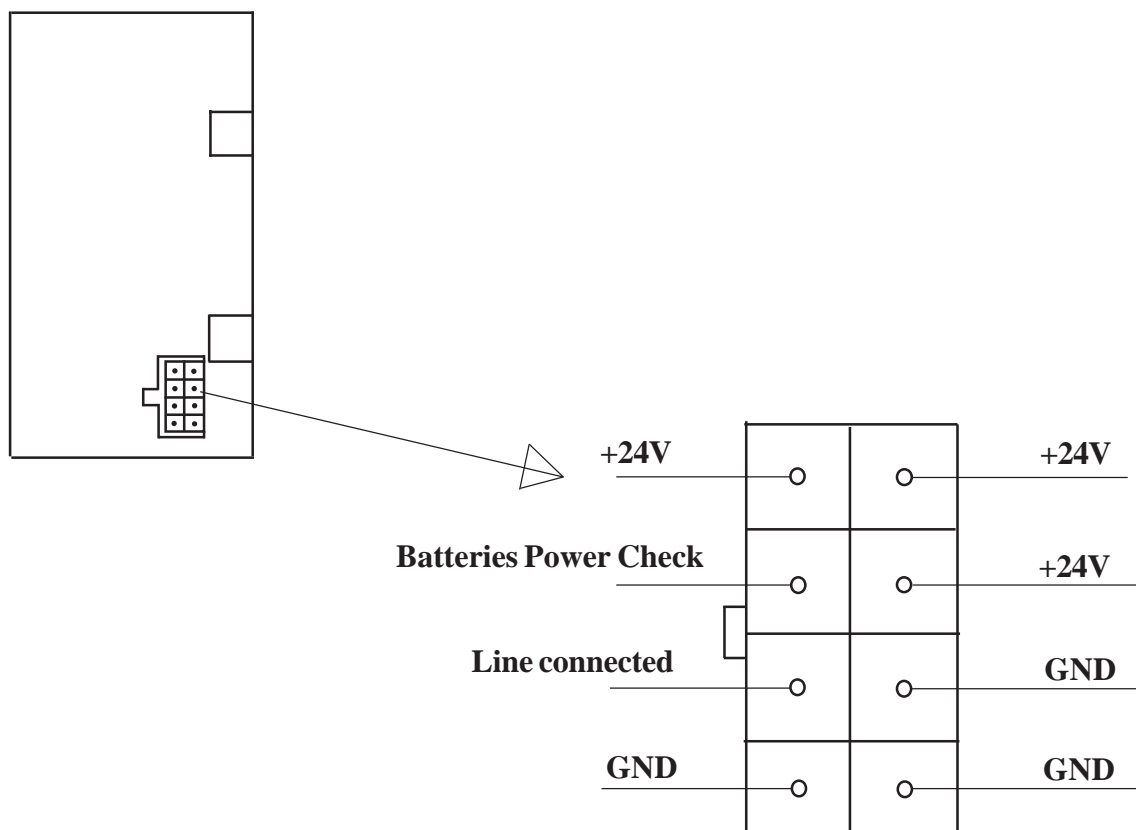 +24V
+24V
Batteries Power Check
+24V
Line connected
GND
GND
GND